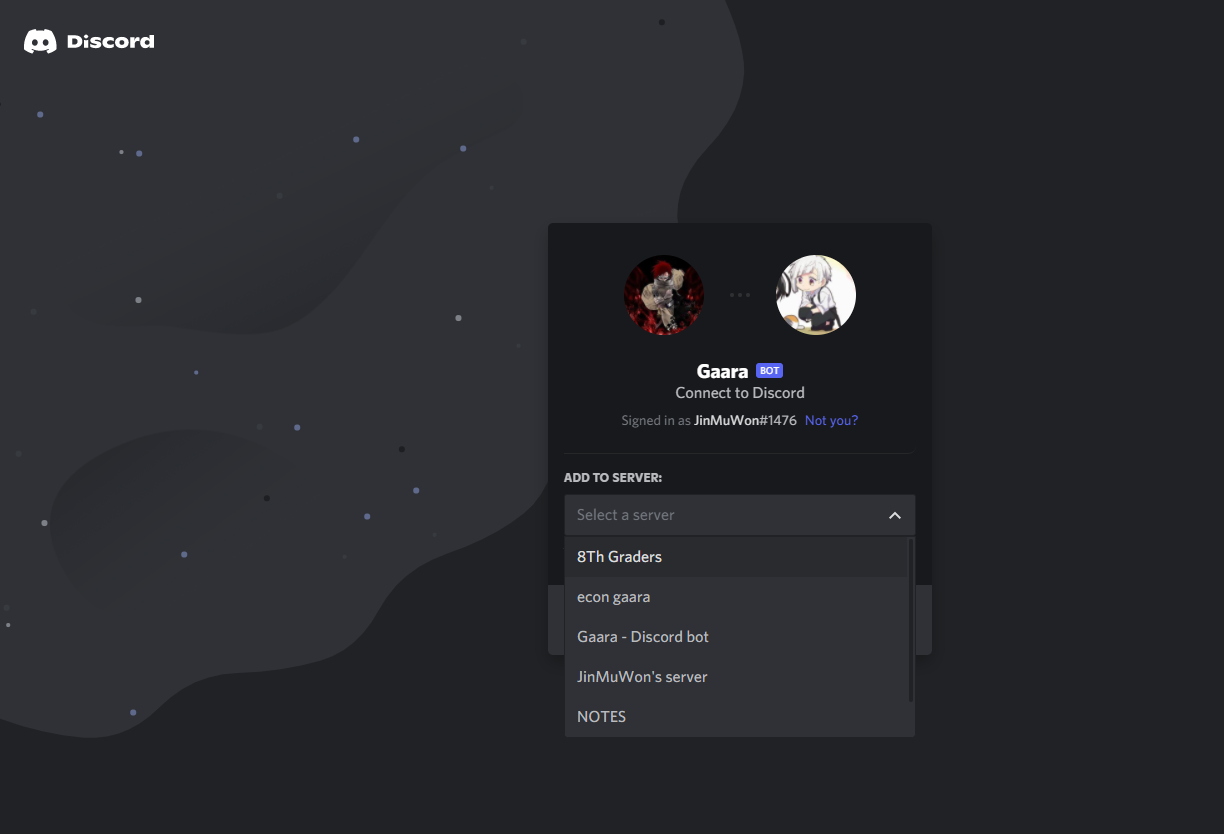 Discord
Gaara BOT
Connect to Discord
Signed in as JinMuWon#1476 Not you?
ADD TO SERVER:
Select a server
8Th Graders
econ gaara
Gaara - Discord bot
JinMuWon's server
NOTES